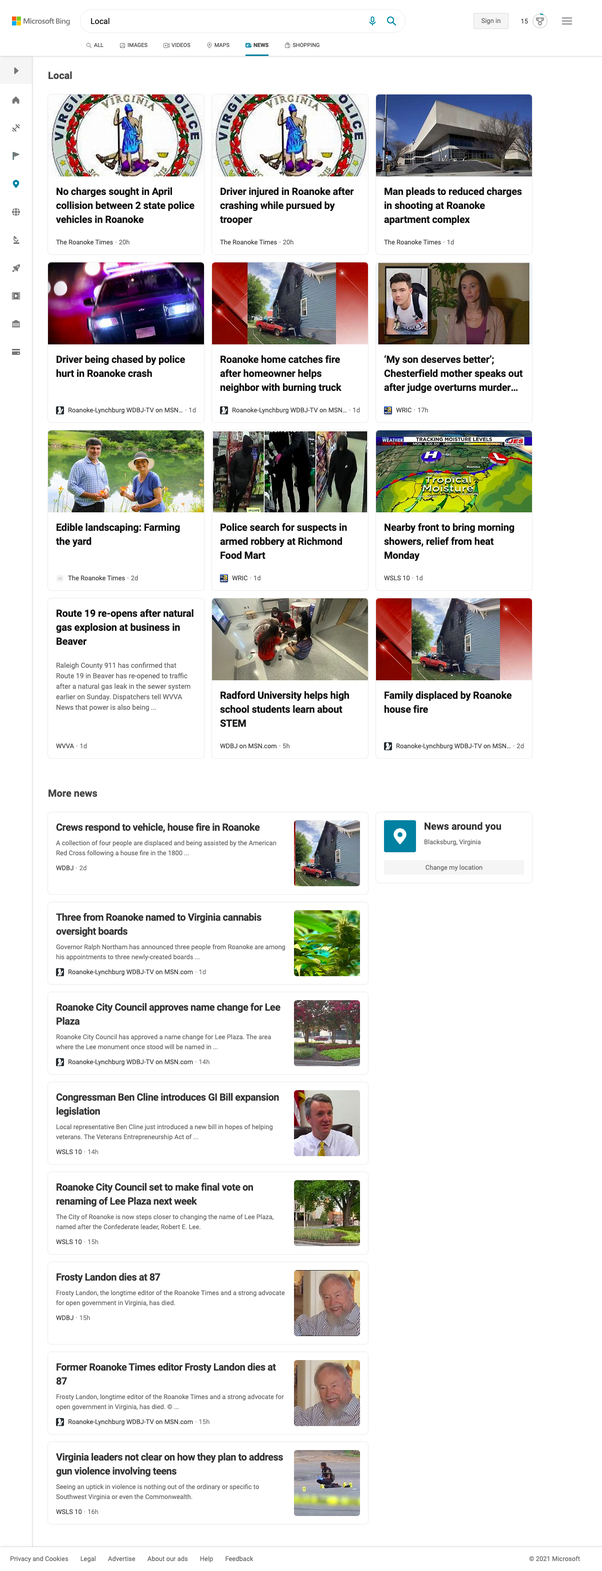 Microsoft Bing
Local
Sign in
15
ALL
IMAGES
VIDEOS
MAPS
NEWS
SHOPPING
Local
VIRGINIA
No charges sought in April
collision between 2 state police
vehicles in Roanoke
The Roanoke Times · 20h
VIRGINIA
Driver injured in Roanoke after
crashing while pursued by
trooper
The Roanoke Times · 20h
Man pleads to reduced charges
in shooting at Roanoke
apartment complex
The Roanoke Times · 1d
Driver being chased by police
hurt in Roanoke crash
Roanoke-Lynchburg WDBJ-TV on MSN... · 1d
Roanoke home catches fire
after homeowner helps
neighbor with burning truck
Roanoke-Lynchburg WDBJ-TV on MSN... · 1d
‘My son deserves better’;
Chesterfield mother speaks out
after judge overturns murder...
WRIC · 17h
Edible landscaping: Farming
the yard
The Roanoke Times · 2d
Police search for suspects in
armed robbery at Richmond
Food Mart
WRIC · 1d
WEATHER
TRACKING MOISTURE LEVELS
H
L
Tropical
Moisture
Nearby front to bring morning
showers, relief from heat
Monday
WSLS 10 · 1d
Route 19 re-opens after natural
gas explosion at business in
Beaver
Raleigh County 911 has confirmed that
Route 19 in Beaver has re-opened to traffic
after a natural gas leak in the sewer system
earlier on Sunday. Dispatchers tell WVVA
News that power is also being ...
WVVA · 1d
Radford University helps high
school students learn about
STEM
WDBJ on MSN.com · 5h
Family displaced by Roanoke
house fire
Roanoke-Lynchburg WDBJ-TV on MSN... · 2d
More news
Crews respond to vehicle, house fire in Roanoke
A collection of four people are displaced and being assisted by the American
Red Cross following a house fire in the 1800 ...
WDBJ · 2d
News around you
Blacksburg, Virginia
Change my location
Three from Roanoke named to Virginia cannabis
oversight boards
Governor Ralph Northam has announced three people from Roanoke are among
his appointments to three newly-created boards ...
Roanoke-Lynchburg WDBJ-TV on MSN.com · 1d
Roanoke City Council approves name change for Lee
Plaza
Roanoke City Council has approved a name change for Lee Plaza. The area
where the Lee monument once stood will be named in ...
Roanoke-Lynchburg WDBJ-TV on MSN.com · 14h
Congressman Ben Cline introduces GI Bill expansion
legislation
Local representative Ben Cline just introduced a new bill in hopes of helping
veterans. The Veterans Entrepreneurship Act of ...
WSLS 10 · 14h
Roanoke City Council set to make final vote on
renaming of Lee Plaza next week
The City of Roanoke is now steps closer to changing the name of Lee Plaza,
named after the Confederate leader, Robert E. Lee.
WSLS 10 · 15h
Frosty Landon dies at 87
Frosty Landon, the longtime editor of the Roanoke Times and a strong advocate
for open government in Virginia, has died.
WDBJ · 15h
Former Roanoke Times editor Frosty Landon dies at
87
Frosty Landon, longtime editor of the Roanoke Times and a strong advocate for
open government in Virginia, has died. © ...
Roanoke-Lynchburg WDBJ-TV on MSN.com · 15h
Virginia leaders not clear on how they plan to address
gun violence involving teens
Seeing an uptick in violence is nothing out of the ordinary or specific to
Southwest Virginia or even the Commonwealth.
WSLS 10 · 16h
Privacy and Cookies
Legal
Advertise
About our ads
Help
Feedback
© 2021 Microsoft